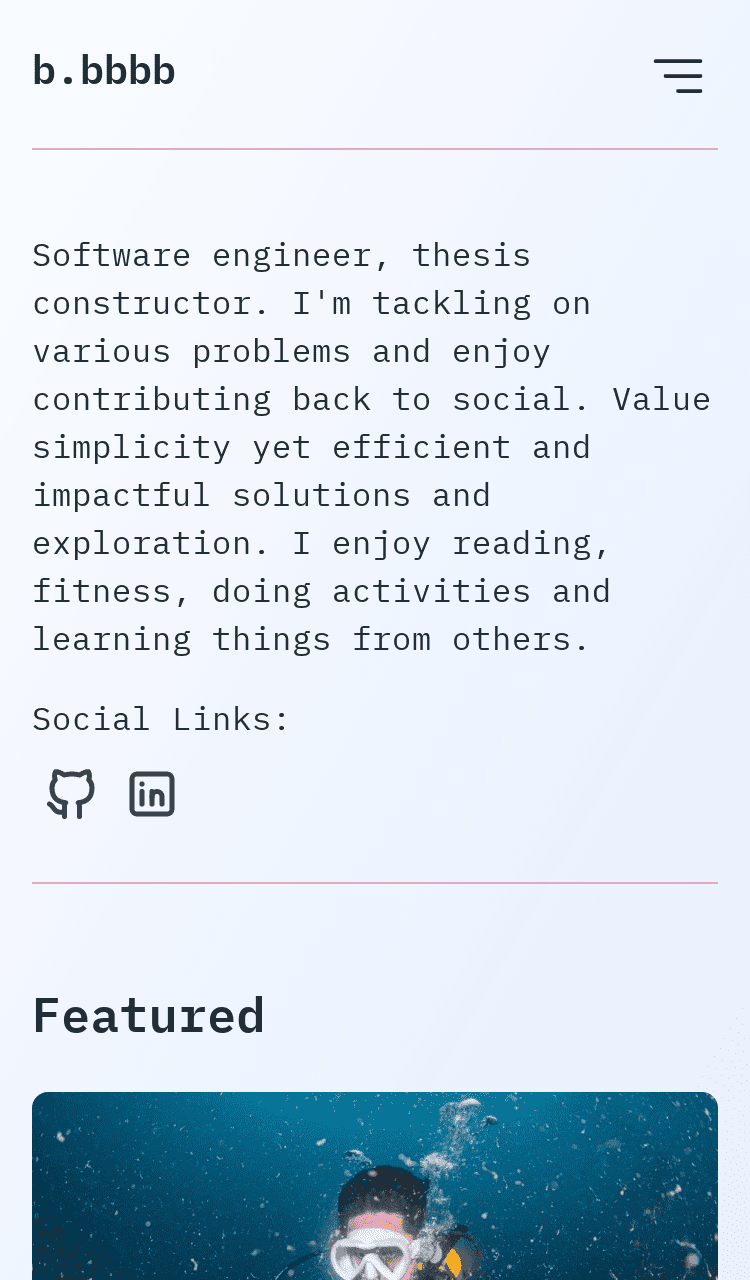 b.bbbb
Software engineer, thesis
constructor. I'm tackling on
various problems and enjoy
contributing back to social. Value
simplicity yet efficient and
impactful solutions and
exploration. I enjoy reading,
fitness, doing activities and
learning things from others.
Social Links:
in
Featured